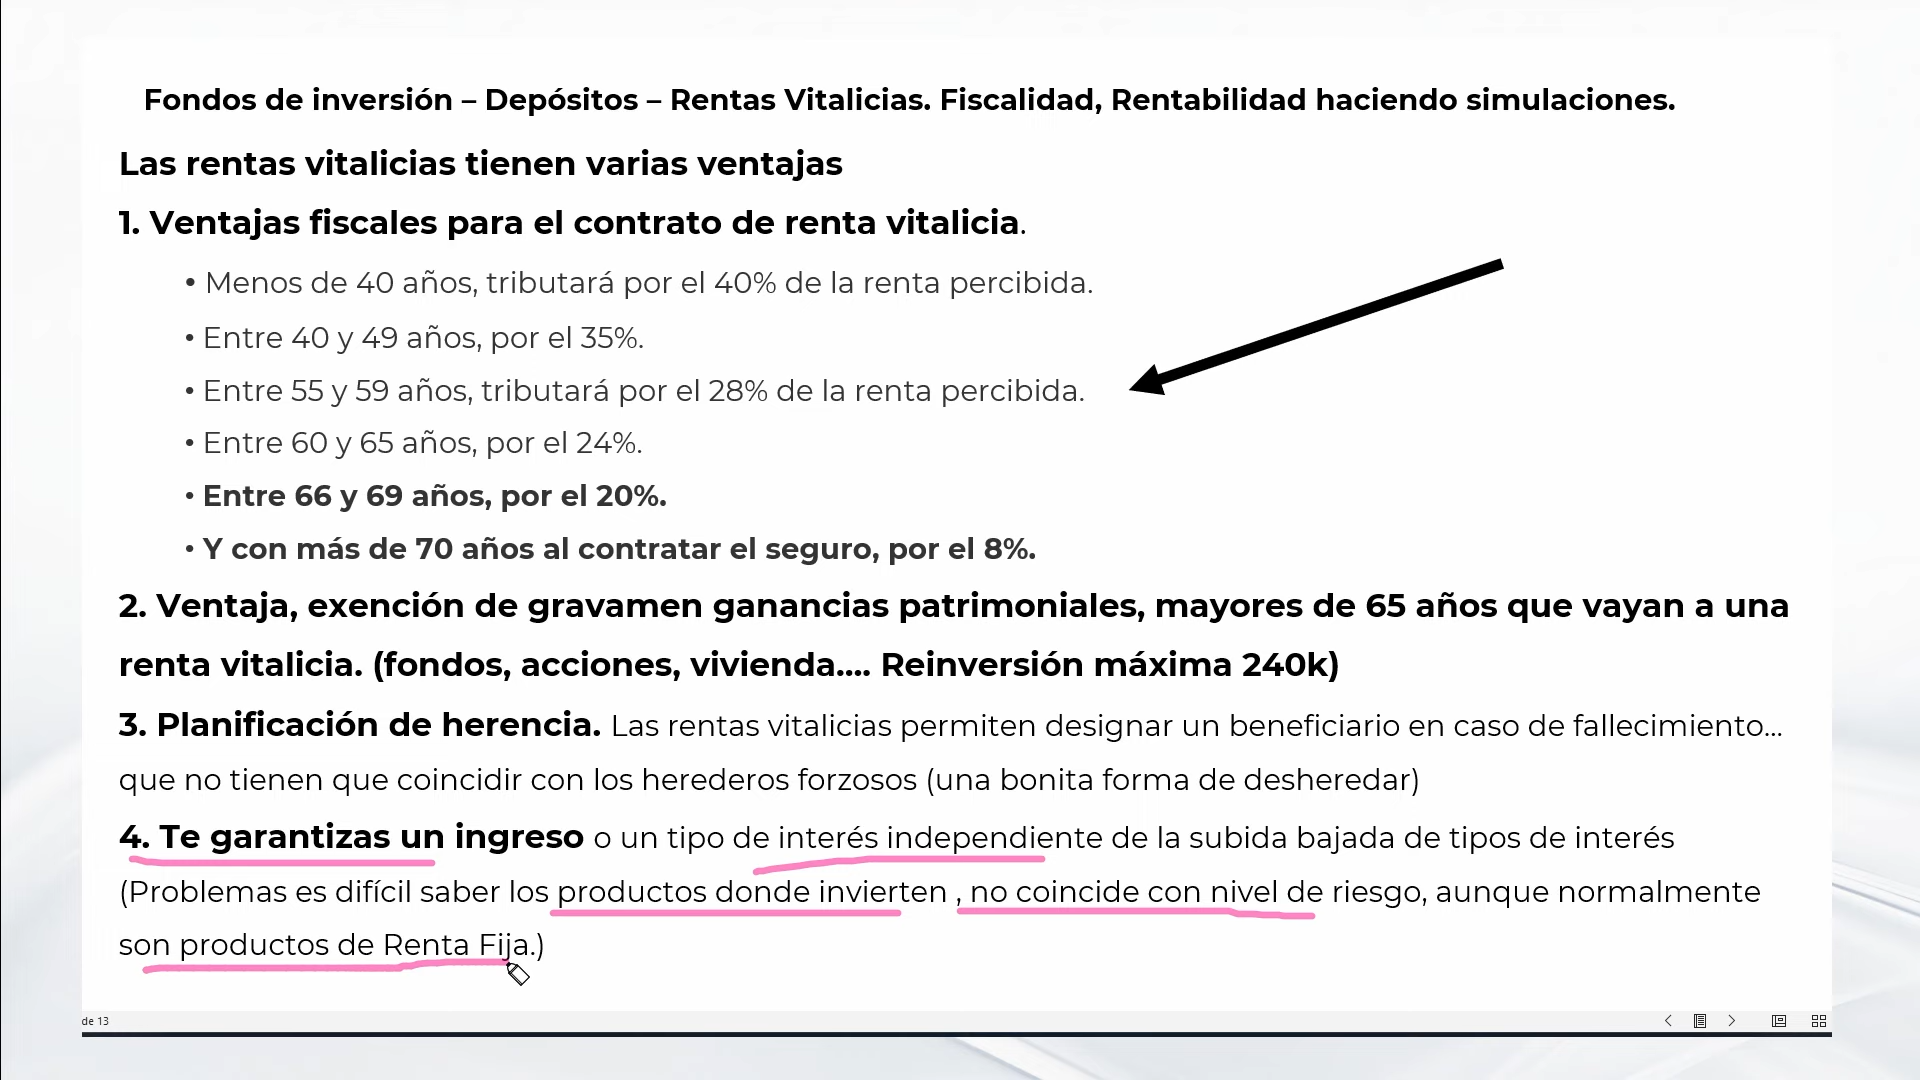 Fondos de inversión – Depósitos – Rentas Vitalicias. Fiscalidad, Rentabilidad haciendo simulaciones.
Las rentas vitalicias tienen varias ventajas
1. Ventajas fiscales para el contrato de renta vitalicia.
• Menos de 40 años, tributará por el 40% de la renta percibida.
• Entre 40 y 49 años, por el 35%.
• Entre 55 y 59 años, tributará por el 28% de la renta percibida.
• Entre 60 y 65 años, por el 24%.
• Entre 66 y 69 años, por el 20%.
• Y con más de 70 años al contratar el seguro, por el 8%.
2. Ventaja, exención de gravamen ganancias patrimoniales, mayores de 65 años que vayan a una
renta vitalicia. (fondos, acciones, vivienda…. Reinversión máxima 240k)
3. Planificación de herencia. Las rentas vitalicias permiten designar un beneficiario en caso de fallecimiento…
que no tienen que coincidir con los herederos forzosos (una bonita forma de desheredar)
4. Te garantizas un ingreso o un tipo de interés independiente de la subida bajada de tipos de interés
(Problemas es difícil saber los productos donde invierten , no coincide con nivel de riesgo, aunque normalmente
son productos de Renta Fija.)
de 13